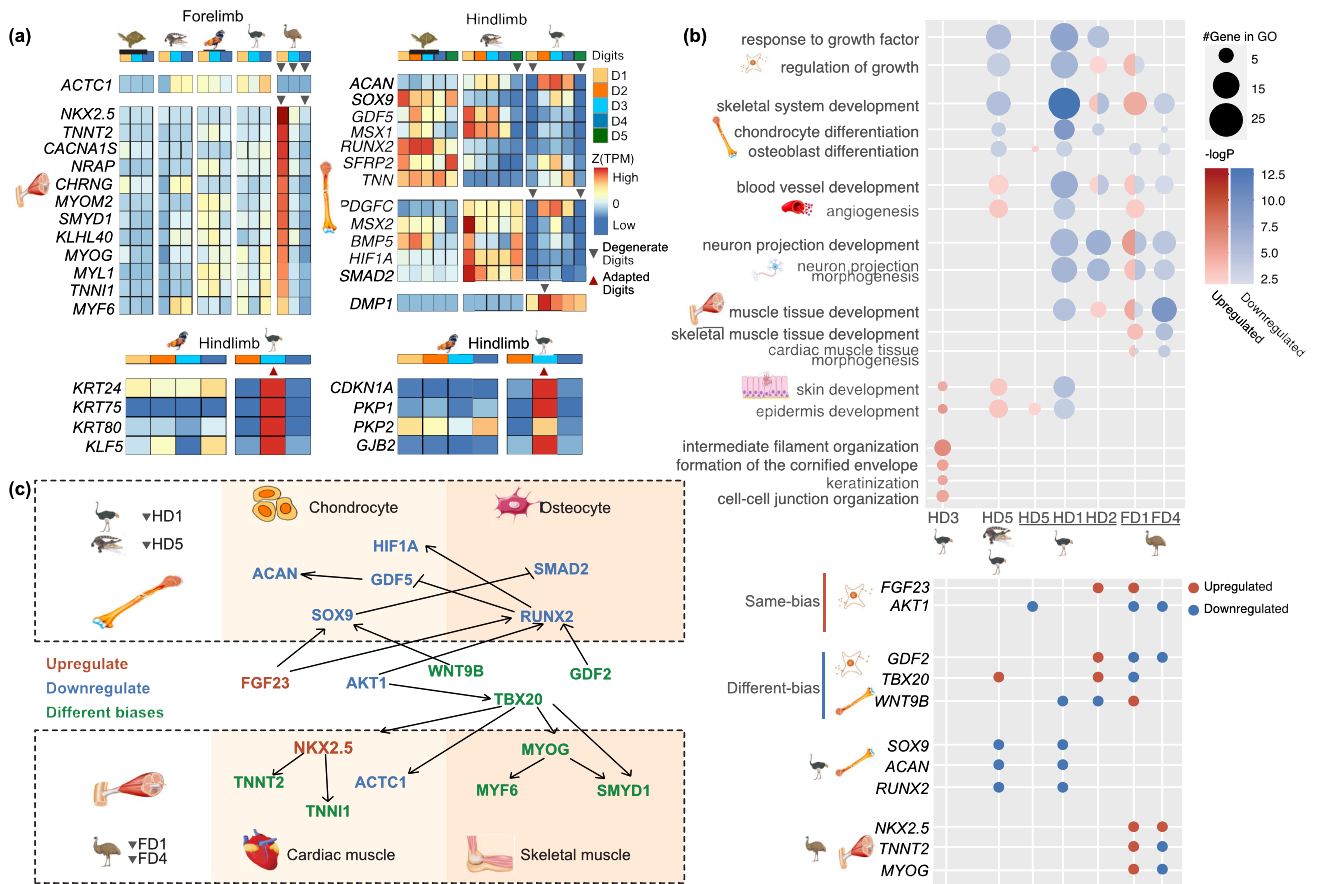 (a)
Forelimb
ACTC1
NKX2.5
TNNT2
CACNA1S
NRAP
CHRNG
MYOM2
SMYD1
KLHL40
MYOG
MYL1
TNNI1
MYF6
Hindlimb
ACAN
SOX9
GDF5
MSX1
RUNX2
SFRP2
TNN
PDGFC
MSX2
BMP5
HIF1A
SMAD2
DMP1
Digits
D1
D2
D3
D4
D5
Z(TPM)
High
0
Low
Degenerate
Digits
Adapted
Digits
Hindlimb
KRT24
KRT75
KRT80
KLF5
Hindlimb
CDKN1A
PKP1
PKP2
GJB2
(b)
response to growth factor
regulation of growth
skeletal system development
chondrocyte differentiation
osteoblast differentiation
blood vessel development
angiogenesis
neuron projection development
neuron projection
morphogenesis
muscle tissue development
skeletal muscle tissue development
cardiac muscle tissue
morphogenesis
skin development
epidermis development
intermediate filament organization
formation of the cornified envelope
keratinization
cell-cell junction organization
HD3 HD5 HD5 HD1 HD2 FD1 FD4
#Gene in GO
5
15
25
-logP
12.5
10.0
7.5
5.0
2.5
Upregulated
Downregulated
Same-bias
FGF23
AKT1
Different-bias
GDF2
TBX20
WNT9B
SOX9
ACAN
RUNX2
NKX2.5
TNNT2
MYOG
Upregulated
Downregulated
(c)
HD1
HD5
Chondrocyte
Osteocyte
HIF1A
ACAN
GDF5
SMAD2
SOX9
RUNX2
Upregulate
Downregulate
Different biases
FGF23
AKT1
WNT9B
GDF2
TBX20
NKX2.5
MYOG
TNNT2
ACTC1
MYF6
SMYD1
TNNI1
FD1
FD4
Cardiac muscle
Skeletal muscle